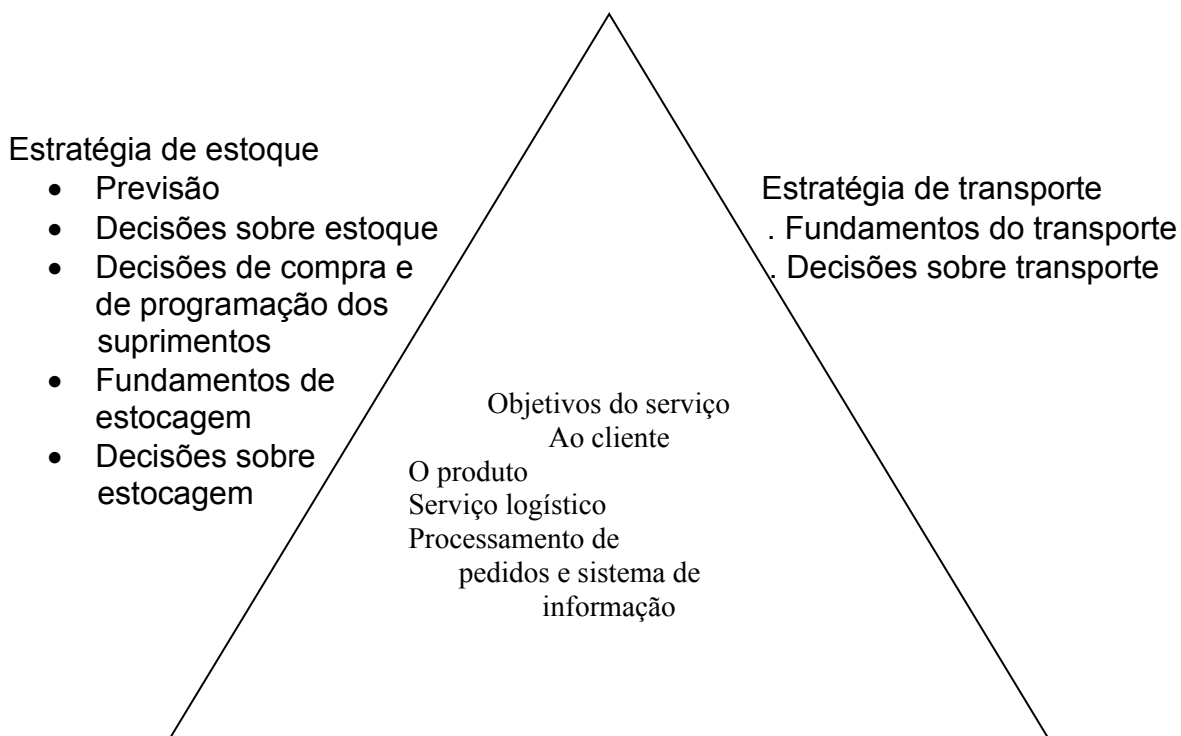 Estratégia de estoque
• Previsão
• Decisões sobre estoque
• Decisões de compra e
de programação dos
suprimentos
• Fundamentos de
estocagem
• Decisões sobre
estocagem
Estratégia de transporte
. Fundamentos do transporte
. Decisões sobre transporte
Objetivos do serviço
Ao cliente
O produto
Serviço logístico
Processamento de
pedidos e sistema de
informação